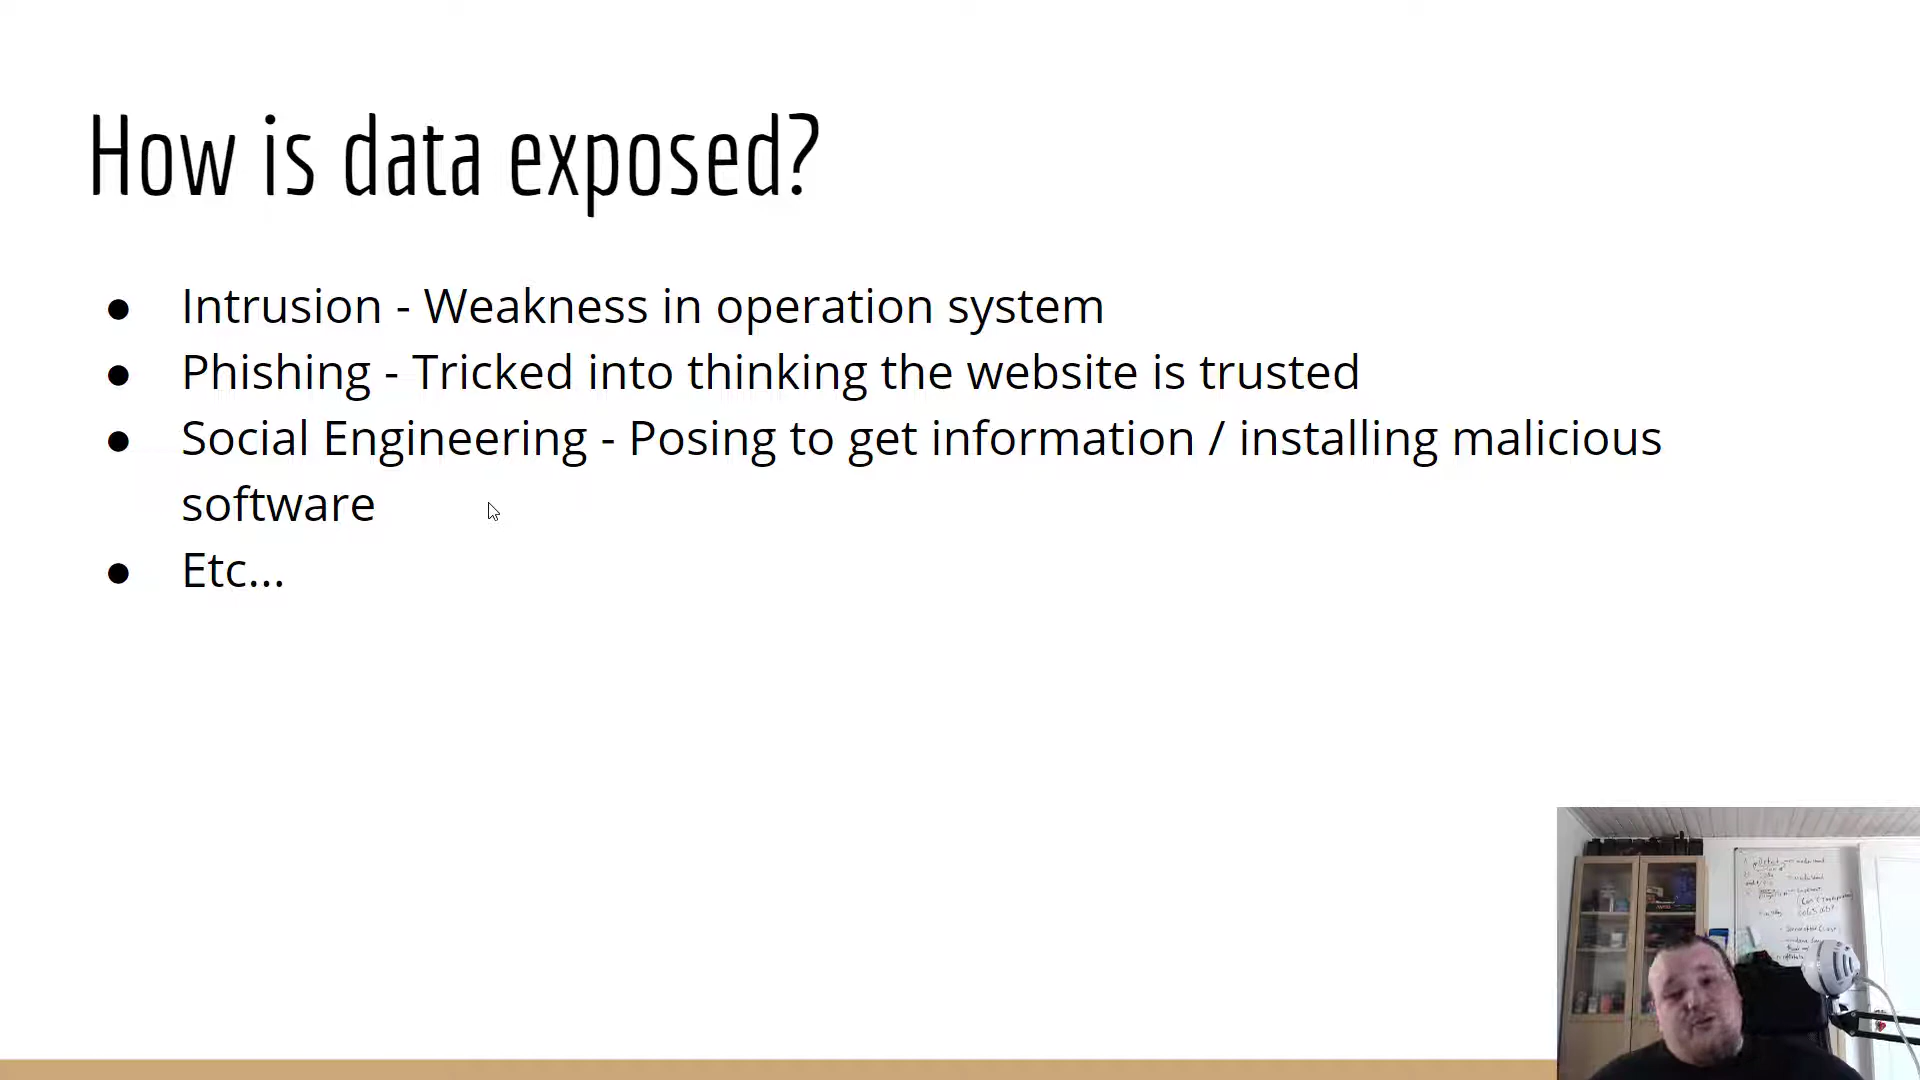 How is data exposed?
● Intrusion - Weakness in operation system
● Phishing - Tricked into thinking the website is trusted
● Social Engineering - Posing to get information / installing malicious
software
● Etc...